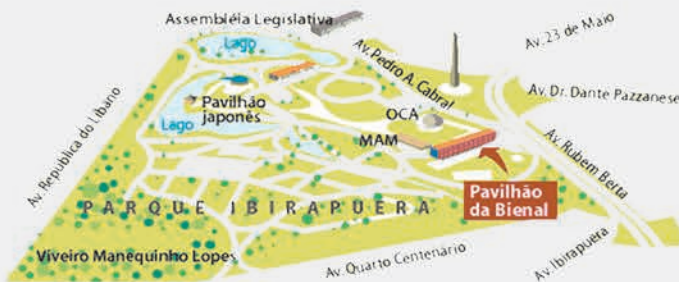 Assembléia Legislativa
Av. 23 de Maio
Lago
Av. Pedro A. Cabral
Av. Dr. Dante Pazzanese
Pavilhão
japonês
OCA
Lago
MAM
Av. República do Líbano
Av. Rubem Berta
PARQUE IBIRAPUERA
Pavilhão
da Bienal
Viveiro Manequinho Lopes
Av. Quarto Centenário
Av. Ibirapuera